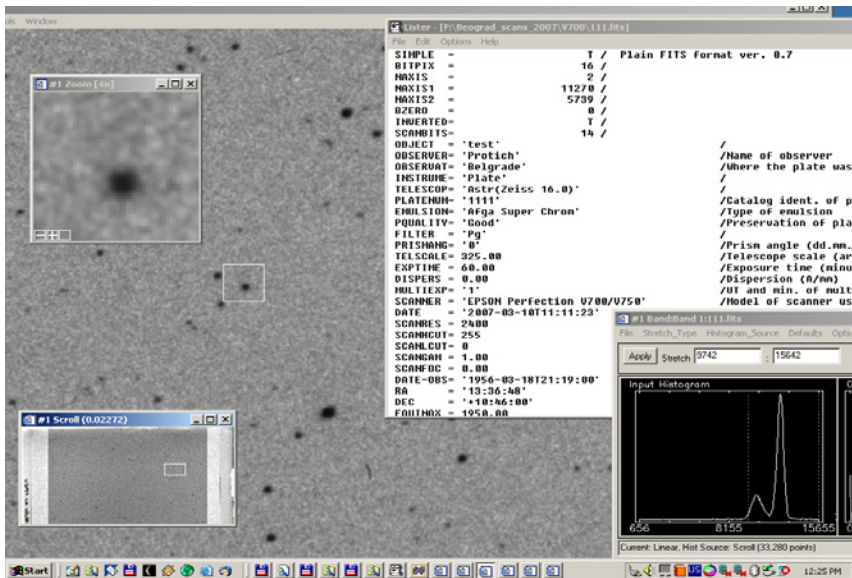 ols Window
#1 Zoom [4x]
#1 Scroll (0.02272)
Lister - [F:\Beograd_scans_2007\V700\111.fits]
File Edit Options Help
SIMPLE = T / Plain FITS format ver. 0.7
BITPIX = 16 /
NAXIS = 2 /
NAXIS1 = 11270 /
NAXIS2 = 5739 /
BZERO = 0 /
INVERTED= T /
SCANBITS= 14 /
OBJECT = 'test' /
OBSERVER= 'Protich' /Name of observer
OBSERVAT= 'Belgrade' /Where the plate was
INSTRUME= 'Plate' /
TELESCOP= 'Astr(Zeiss 16.0)' /
PLATENUM= '1111' /Catalog ident. of p
EMULSION= 'Afga Super Chrom' /Type of emulsion
PQUALITY= 'Good' /Preservation of pla
FILTER = 'Pg' /
PRISMANG= '0' /Prism angle (dd.mm.
TELSCALE= 325.00 /Telescope scale (ar
EXPTIME = 60.00 /Exposure time (minu
DISPERS = 0.00 /Dispersion (A/mm)
MULTIEXP= '1' /UT and min. of mult
SCANNER = 'EPSON Perfection V700/V750' /Model of scanner us
DATE = '2007-03-10T11:11:23'
SCANRES = 2400
SCANHCUT= 255
SCANLCUT= 0
SCANGAM = 1.00
SCANFOC = 0.00
DATE-OBS= '1956-03-18T21:19:00'
RA = '13:36:48'
DEC = '+10:46:00'
EQUINOX = 1950.00
#1 Band:Band 1:111.fits
File Stretch_Type Histogram_Source Defaults Optio
Apply Stretch 9742 : 15642
Input Histogram
656 8155 15655
Current: Linear, Hist Source: Scroll (33,280 points)
Start US 12:25 PM